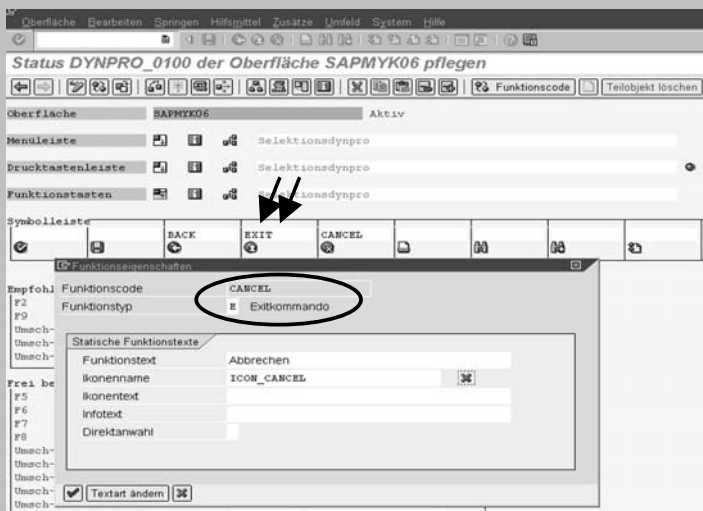 Oberfläche Bearbeiten Springen Hilfsmittel Zusätze Umfeld System Hilfe
Status DYNPRO_0100 der Oberfläche SAPMYK06 pflegen
Funktionscode Teilobjekt löschen
Oberfläche SAPMYK06 Aktiv
Menüleiste Selektionsdynpro
Drucktastenleiste Selektionsdynpro
Funktionstasten Selektionsdynpro
Symbolleiste
BACK EXIT CANCEL
Funktionseigenschaften
Empfohl
Funktionscode CANCEL
F2
Funktionstyp E Exitkommando
F9
Umsch-
Umsch-
Umsch-
Statische Funktionstexte
Funktionstext Abbrechen
Frei be
Ikonenname ICON_CANCEL
F5
Ikonentext
F6
Infotext
F7
Direktanwahl
F8
Umsch-
Umsch-
Umsch-
Umsch-
Umsch-
Textart ändern